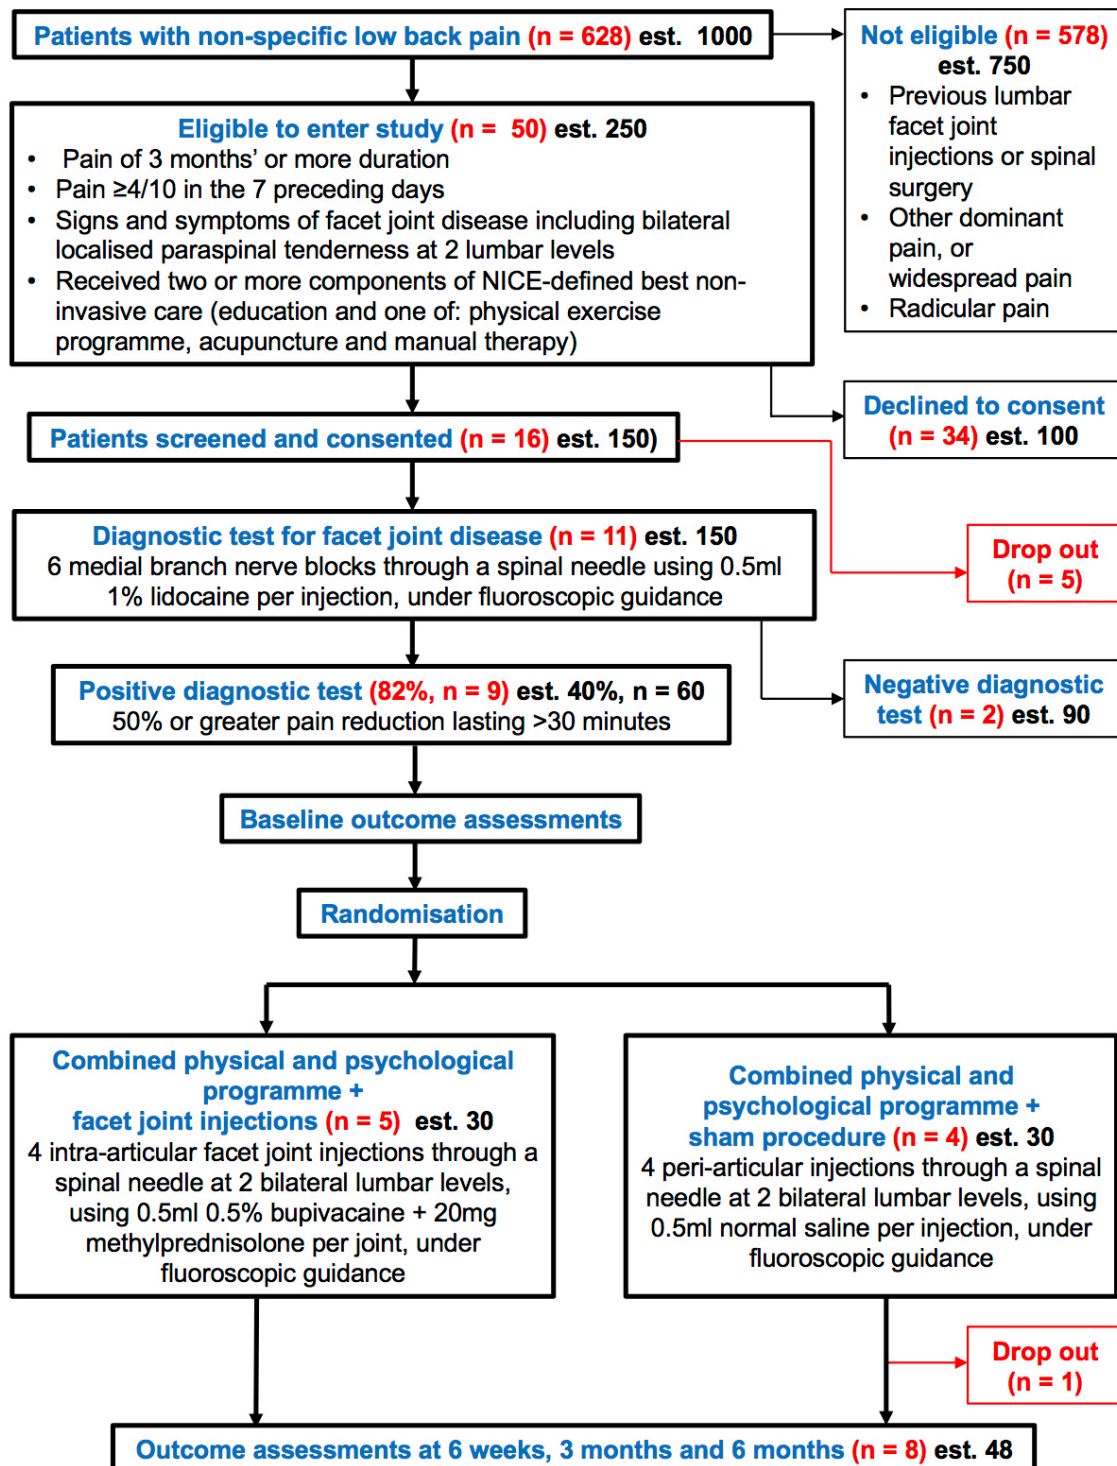 Patients with non-specific low back pain (n = 628) est. 1000
Not eligible (n = 578)
est. 750
• Previous lumbar
facet joint
injections or spinal
surgery
• Other dominant
pain, or
widespread pain
• Radicular pain
Eligible to enter study (n = 50) est. 250
• Pain of 3 months’ or more duration
• Pain ≥4/10 in the 7 preceding days
• Signs and symptoms of facet joint disease including bilateral
localised paraspinal tenderness at 2 lumbar levels
• Received two or more components of NICE-defined best non-
invasive care (education and one of: physical exercise
programme, acupuncture and manual therapy)
Declined to consent
(n = 34) est. 100
Patients screened and consented (n = 16) est. 150)
Drop out
(n = 5)
Diagnostic test for facet joint disease (n = 11) est. 150
6 medial branch nerve blocks through a spinal needle using 0.5ml
1% lidocaine per injection, under fluoroscopic guidance
Positive diagnostic test (82%, n = 9) est. 40%, n = 60
50% or greater pain reduction lasting >30 minutes
Negative diagnostic
test (n = 2) est. 90
Baseline outcome assessments
Randomisation
Combined physical and psychological
programme +
facet joint injections (n = 5) est. 30
4 intra-articular facet joint injections through a
spinal needle at 2 bilateral lumbar levels,
using 0.5ml 0.5% bupivacaine + 20mg
methylprednisolone per joint, under
fluoroscopic guidance
Combined physical and
psychological programme +
sham procedure (n = 4) est. 30
4 peri-articular injections through a spinal
needle at 2 bilateral lumbar levels, using
0.5ml normal saline per injection, under
fluoroscopic guidance
Drop out
(n = 1)
Outcome assessments at 6 weeks, 3 months and 6 months (n = 8) est. 48